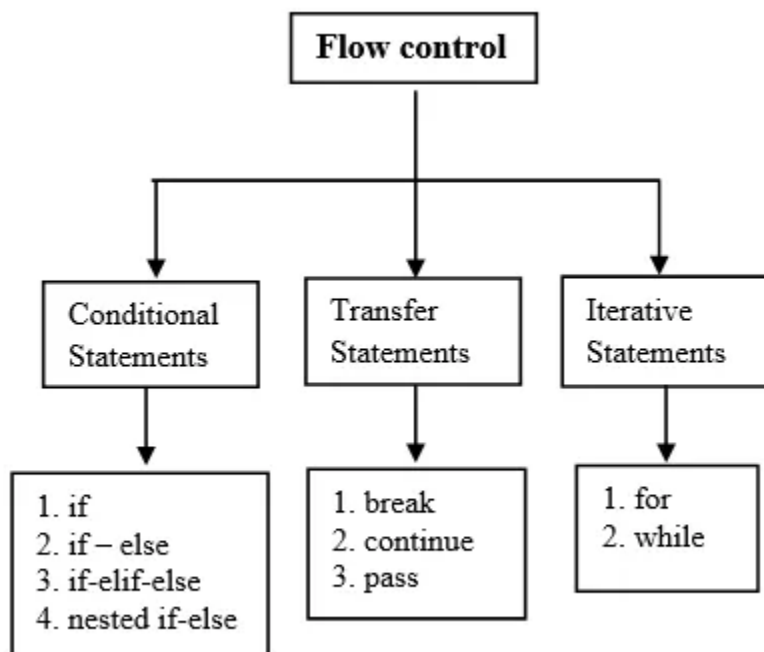 Flow control
Conditional
Statements
1. if
2. if – else
3. if-elif-else
4. nested if-else
Transfer
Statements
1. break
2. continue
3. pass
Iterative
Statements
1. for
2. while